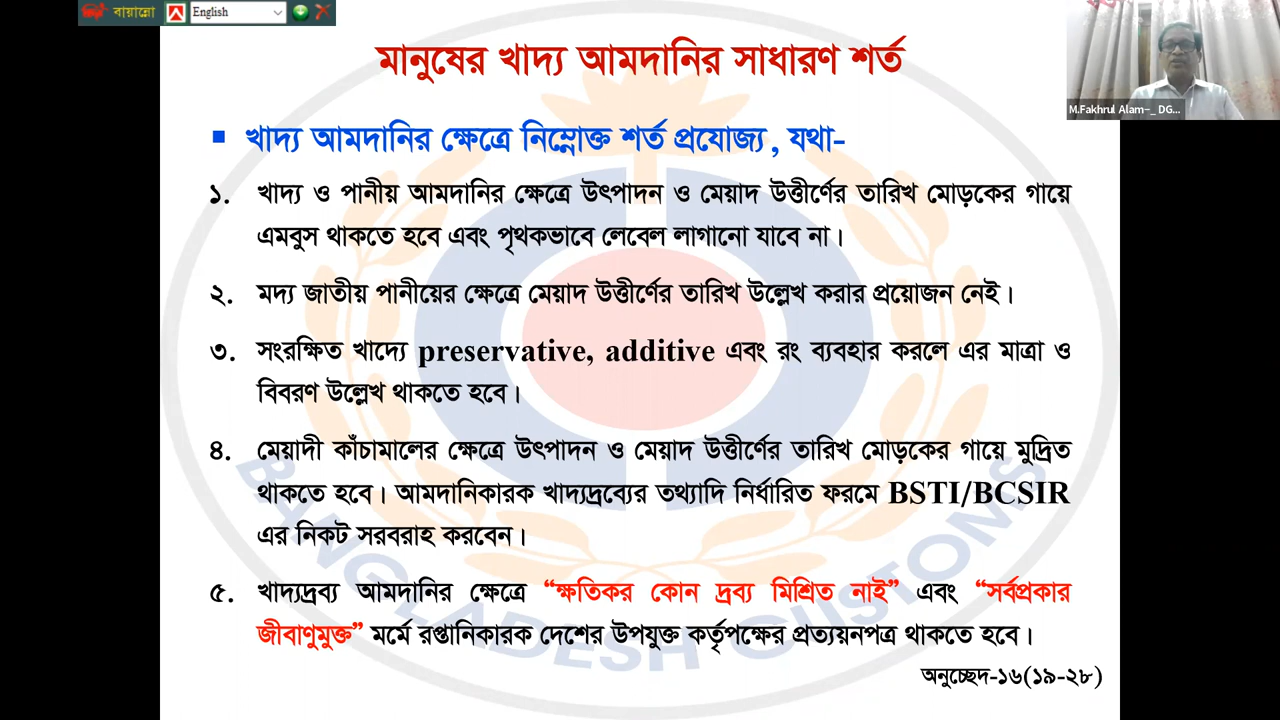 বায়ান্নো
English
মানুষের খাদ্য আমদানির সাধারণ শর্ত
M.Fakhrul Alam-_ DG...
খাদ্য আমদানির ক্ষেত্রে নিম্নোক্ত শর্ত প্রযোজ্য, যথা-
১. খাদ্য ও পানীয় আমদানির ক্ষেত্রে উৎপাদন ও মেয়াদ উত্তীর্ণের তারিখ মোড়কের গায়ে
এমবুস থাকতে হবে এবং পৃথকভাবে লেবেল লাগানো যাবে না।
২. মদ্য জাতীয় পানীয়ের ক্ষেত্রে মেয়াদ উত্তীর্ণের তারিখ উল্লেখ করার প্রয়োজন নেই।
৩. সংরক্ষিত খাদ্যে preservative, additive এবং রং ব্যবহার করলে এর মাত্রা ও
বিবরণ উল্লেখ থাকতে হবে।
৪. মেয়াদী কাঁচামালের ক্ষেত্রে উৎপাদন ও মেয়াদ উত্তীর্ণের তারিখ মোড়কের গায়ে মুদ্রিত
থাকতে হবে। আমদানিকারক খাদ্যদ্রব্যের তথ্যাদি নির্ধারিত ফরমে BSTI/BCSIR
এর নিকট সরবরাহ করবেন।
৫. খাদ্যদ্রব্য আমদানির ক্ষেত্রে “ক্ষতিকর কোন দ্রব্য মিশ্রিত নাই” এবং “সর্বপ্রকার
জীবাণুমুক্ত” মর্মে রপ্তানিকারক দেশের উপযুক্ত কর্তৃপক্ষের প্রত্যয়নপত্র থাকতে হবে।
অনুচ্ছেদ-১৬(১৯-২৮)
BANGLADESH CUSTOMS